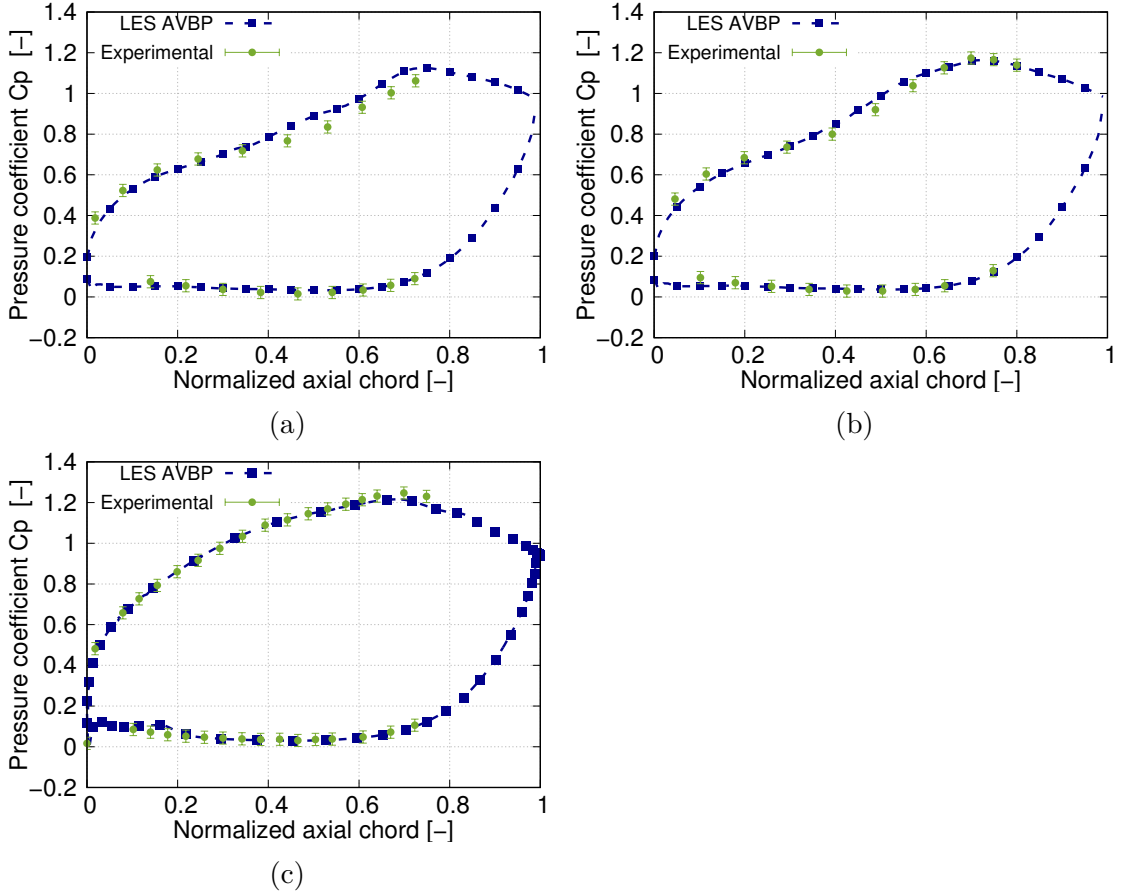 1.4
LES AVBP
1.2
Experimental
1
0.8
0.6
0.4
0.2
0
−0.2
0 0.2 0.4 0.6 0.8 1
Pressure coefficient Cp [−]
Normalized axial chord [−]
(a)
1.4
LES AVBP
1.2
Experimental
1
0.8
0.6
0.4
0.2
0
−0.2
0 0.2 0.4 0.6 0.8 1
Pressure coefficient Cp [−]
Normalized axial chord [−]
(b)
1.4
LES AVBP
1.2
Experimental
1
0.8
0.6
0.4
0.2
0
−0.2
0 0.2 0.4 0.6 0.8 1
Pressure coefficient Cp [−]
Normalized axial chord [−]
(c)